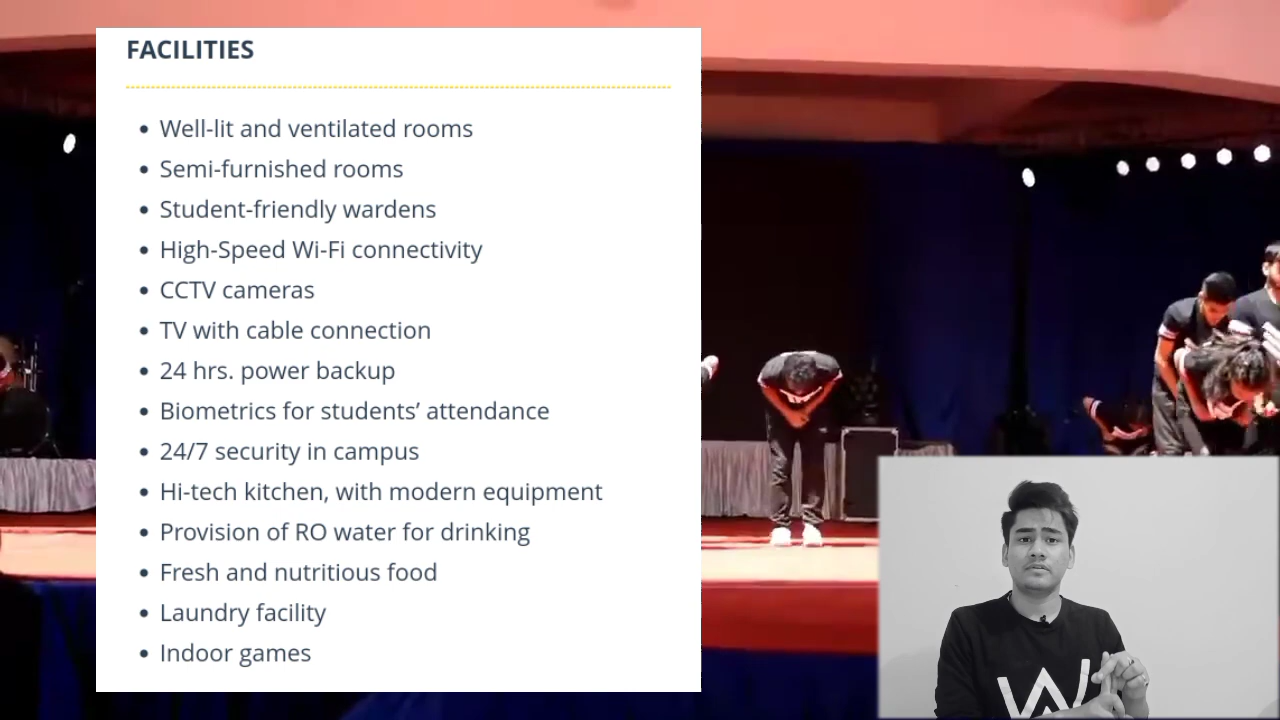 FACILITIES
• Well-lit and ventilated rooms
• Semi-furnished rooms
• Student-friendly wardens
• High-Speed Wi-Fi connectivity
• CCTV cameras
• TV with cable connection
• 24 hrs. power backup
• Biometrics for students’ attendance
• 24/7 security in campus
• Hi-tech kitchen, with modern equipment
• Provision of RO water for drinking
• Fresh and nutritious food
• Laundry facility
• Indoor games